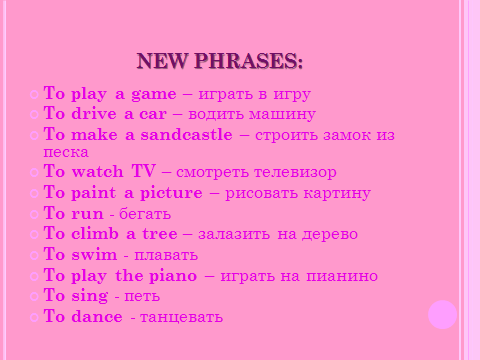 NEW PHRASES:
To play a game – играть в игру
To drive a car – водить машину
To make a sandcastle – строить замок из
песка
To watch TV – смотреть телевизор
To paint a picture – рисовать картину
To run - бегать
To climb a tree – залазить на дерево
To swim - плавать
To play the piano – играть на пианино
To sing - петь
To dance - танцевать